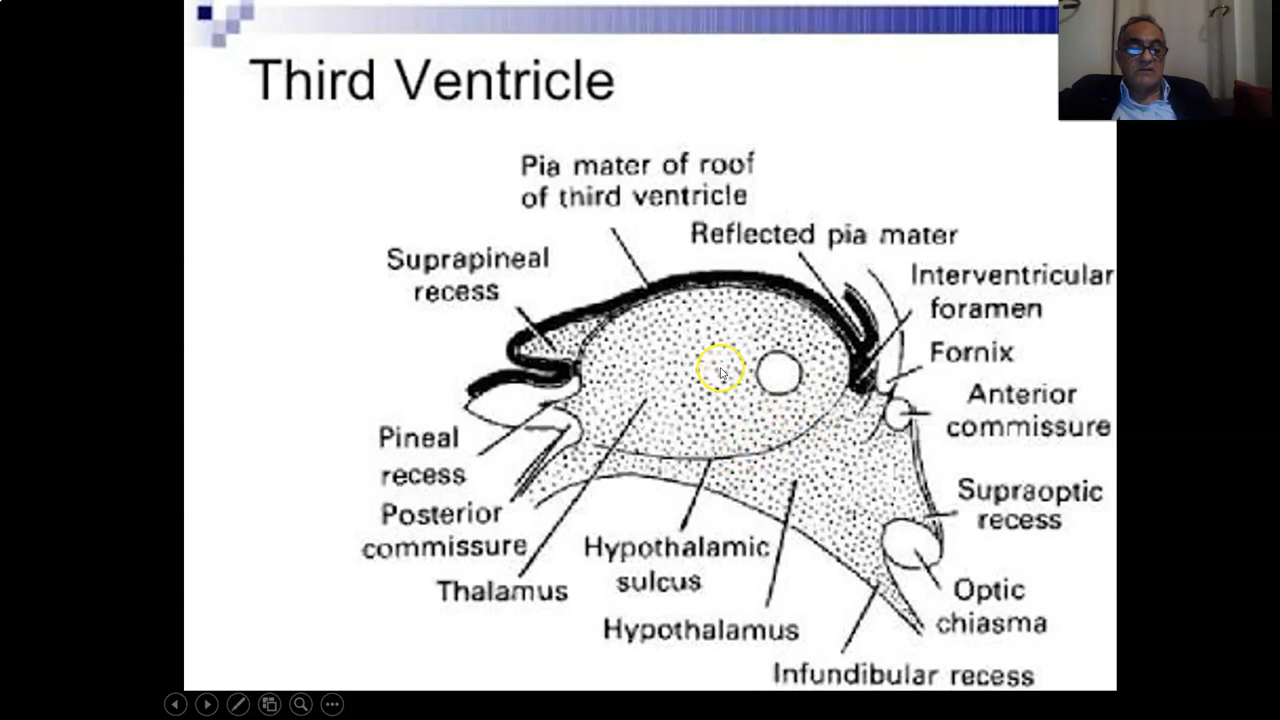 Third Ventricle
Pia mater of roof
of third ventricle
Reflected pia mater
Suprapineal
recess
Interventricular
foramen
Fornix
Anterior
commissure
Pineal
recess
Supraoptic
recess
Posterior
commissure
Hypothalamic
sulcus
Thalamus
Optic
chiasma
Hypothalamus
Infundibular recess